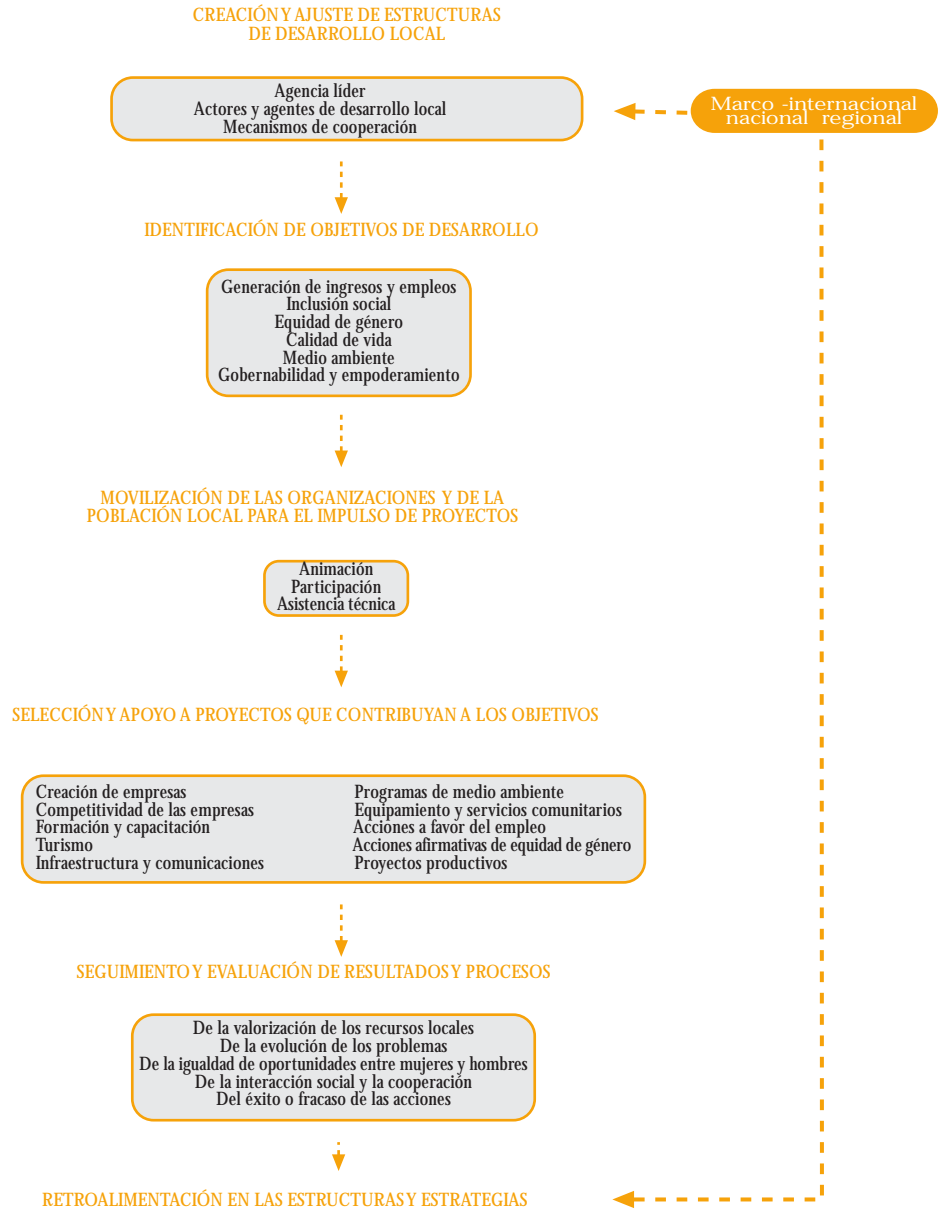 CREACIÓN Y AJUSTE DE ESTRUCTURAS
DE DESARROLLO LOCAL
Agencia líder
Actores y agentes de desarrollo local
Mecanismos de cooperación
Marco -internacional
nacional regional
IDENTIFICACIÓN DE OBJETIVOS DE DESARROLLO
Generación de ingresos y empleos
Inclusión social
Equidad de género
Calidad de vida
Medio ambiente
Gobernabilidad y empoderamiento
MOVILIZACIÓN DE LAS ORGANIZACIONES Y DE LA
POBLACIÓN LOCAL PARA EL IMPULSO DE PROYECTOS
Animación
Participación
Asistencia técnica
SELECCIÓN Y APOYO A PROYECTOS QUE CONTRIBUYAN A LOS OBJETIVOS
Creación de empresas
Competitividad de las empresas
Formación y capacitación
Turismo
Infraestructura y comunicaciones
Programas de medio ambiente
Equipamiento y servicios comunitarios
Acciones a favor del empleo
Acciones afirmativas de equidad de género
Proyectos productivos
SEGUIMIENTO Y EVALUACIÓN DE RESULTADOS Y PROCESOS
De la valorización de los recursos locales
De la evolución de los problemas
De la igualdad de oportunidades entre mujeres y hombres
De la interacción social y la cooperación
Del éxito o fracaso de las acciones
RETROALIMENTACIÓN EN LAS ESTRUCTURAS Y ESTRATEGIAS